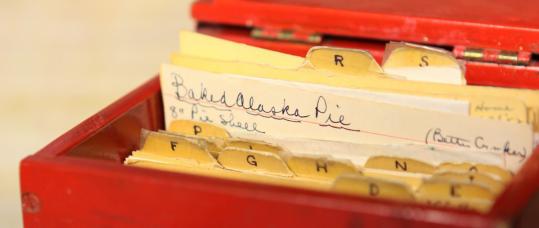 R
S
Baked Alaska Pie
8" Pie Shell
(Betty Crocker)
P
F
G
H
N
D
E